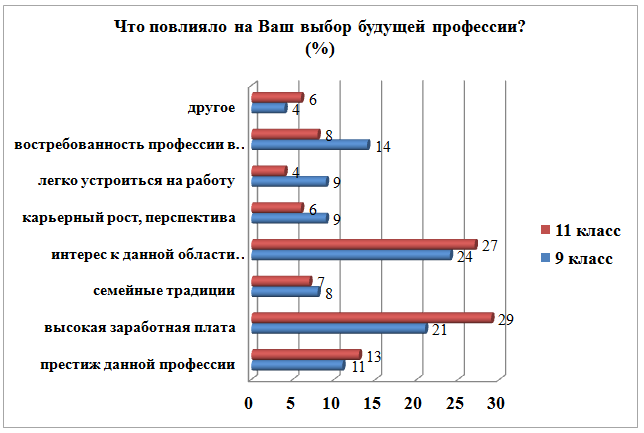 Что повлияло на Ваш выбор будущей профессии?
(%)
другое
6
4
востребованность профессии в..
8
14
легко устроиться на работу
4
9
карьерный рост, перспектива
6
9
интерес к данной области ..
27
24
семейные традиции
7
8
высокая заработная плата
29
21
престиж данной профессии
13
11
0 5 10 15 20 25 30
11 класс
9 класс